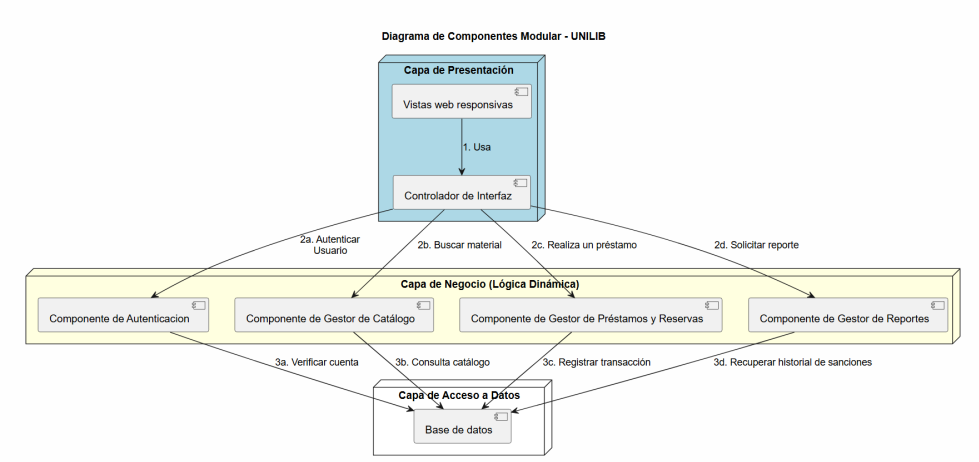 Diagrama de Componentes Modular - UNILIB
Capa de Presentación
Vistas web responsivas
1. Usa
Controlador de Interfaz
2a. Autenticar
Usuario
2b. Buscar material
2c. Realiza un préstamo
2d. Solicitar reporte
Capa de Negocio (Lógica Dinámica)
Componente de Autenticacion
Componente de Gestor de Catálogo
Componente de Gestor de Préstamos y Reservas
Componente de Gestor de Reportes
3a. Verificar cuenta
3b. Consulta catálogo
3c. Registrar transacción
3d. Recuperar historial de sanciones
Capa de Acceso a Datos
Base de datos